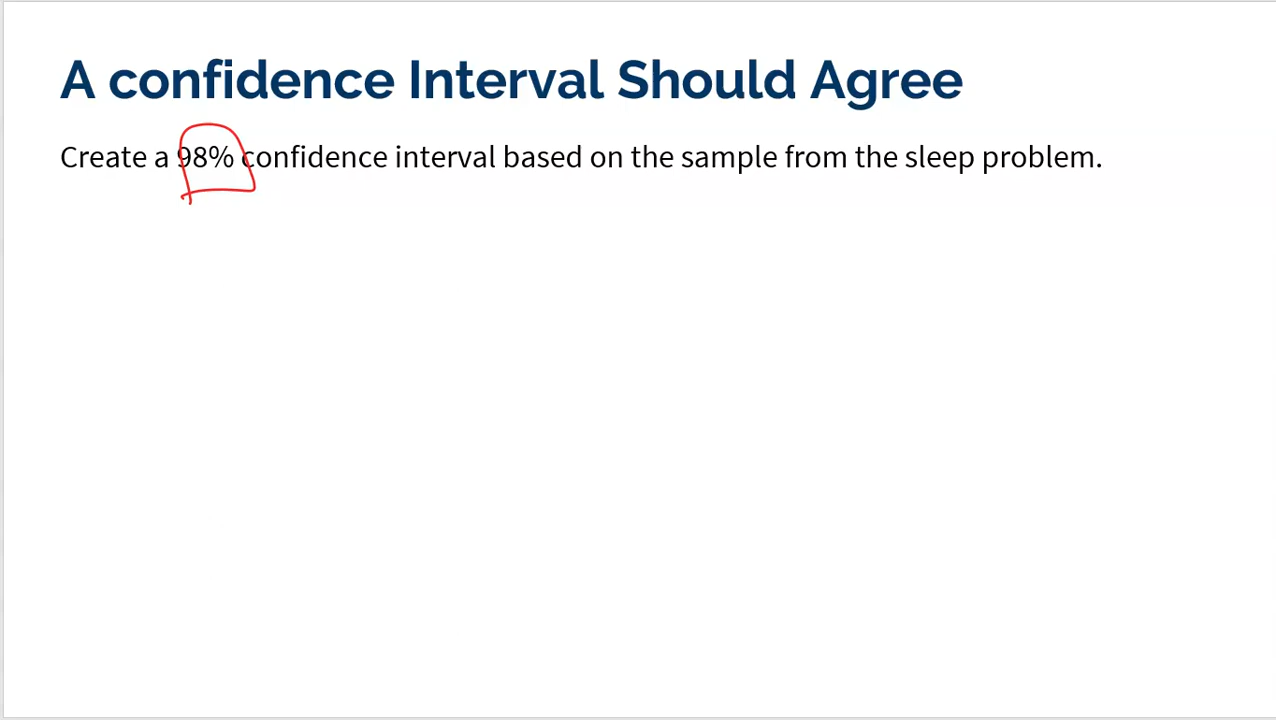 A confidence Interval Should Agree
Create a 98% confidence interval based on the sample from the sleep problem.